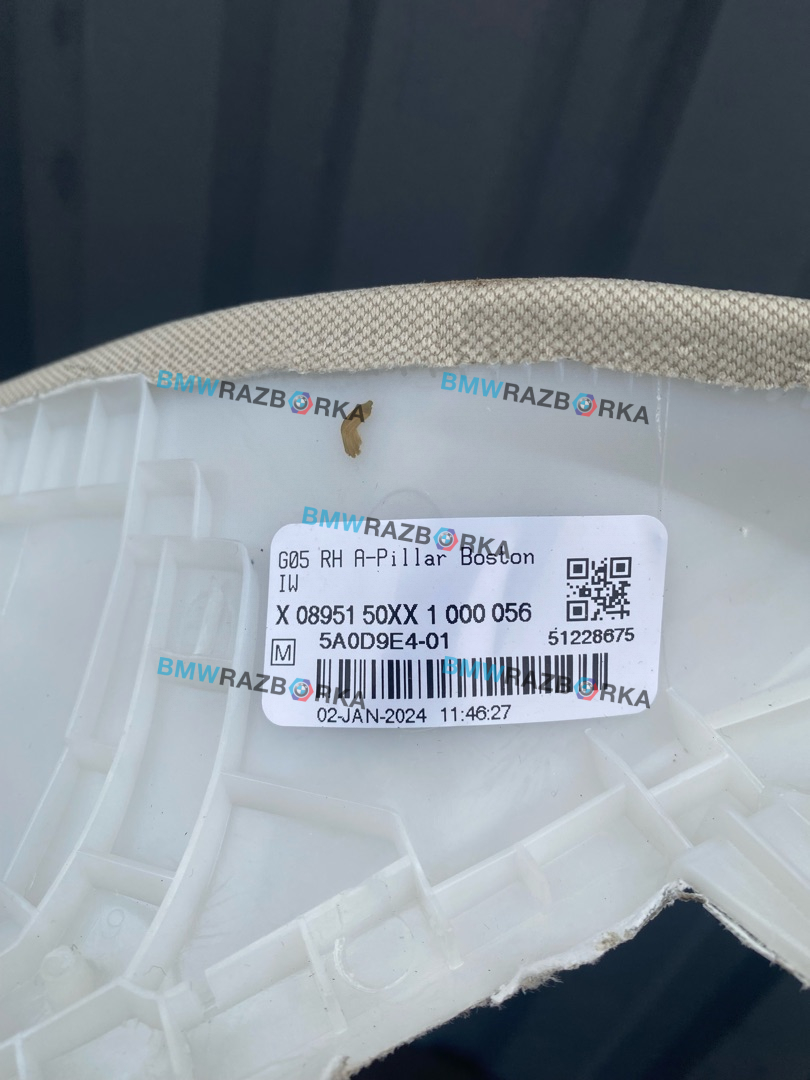 BMWRAZBORKA
BMWRAZBORKA
BMWRAZBORKA
G05 RH A-Pillar Boston
IW
X 08951 50XX 1 000 056
M 5A0D9E4-01 51228675
BMWRAZBORKA
BMWRAZBORKA
02-JAN-2024 11:46:27